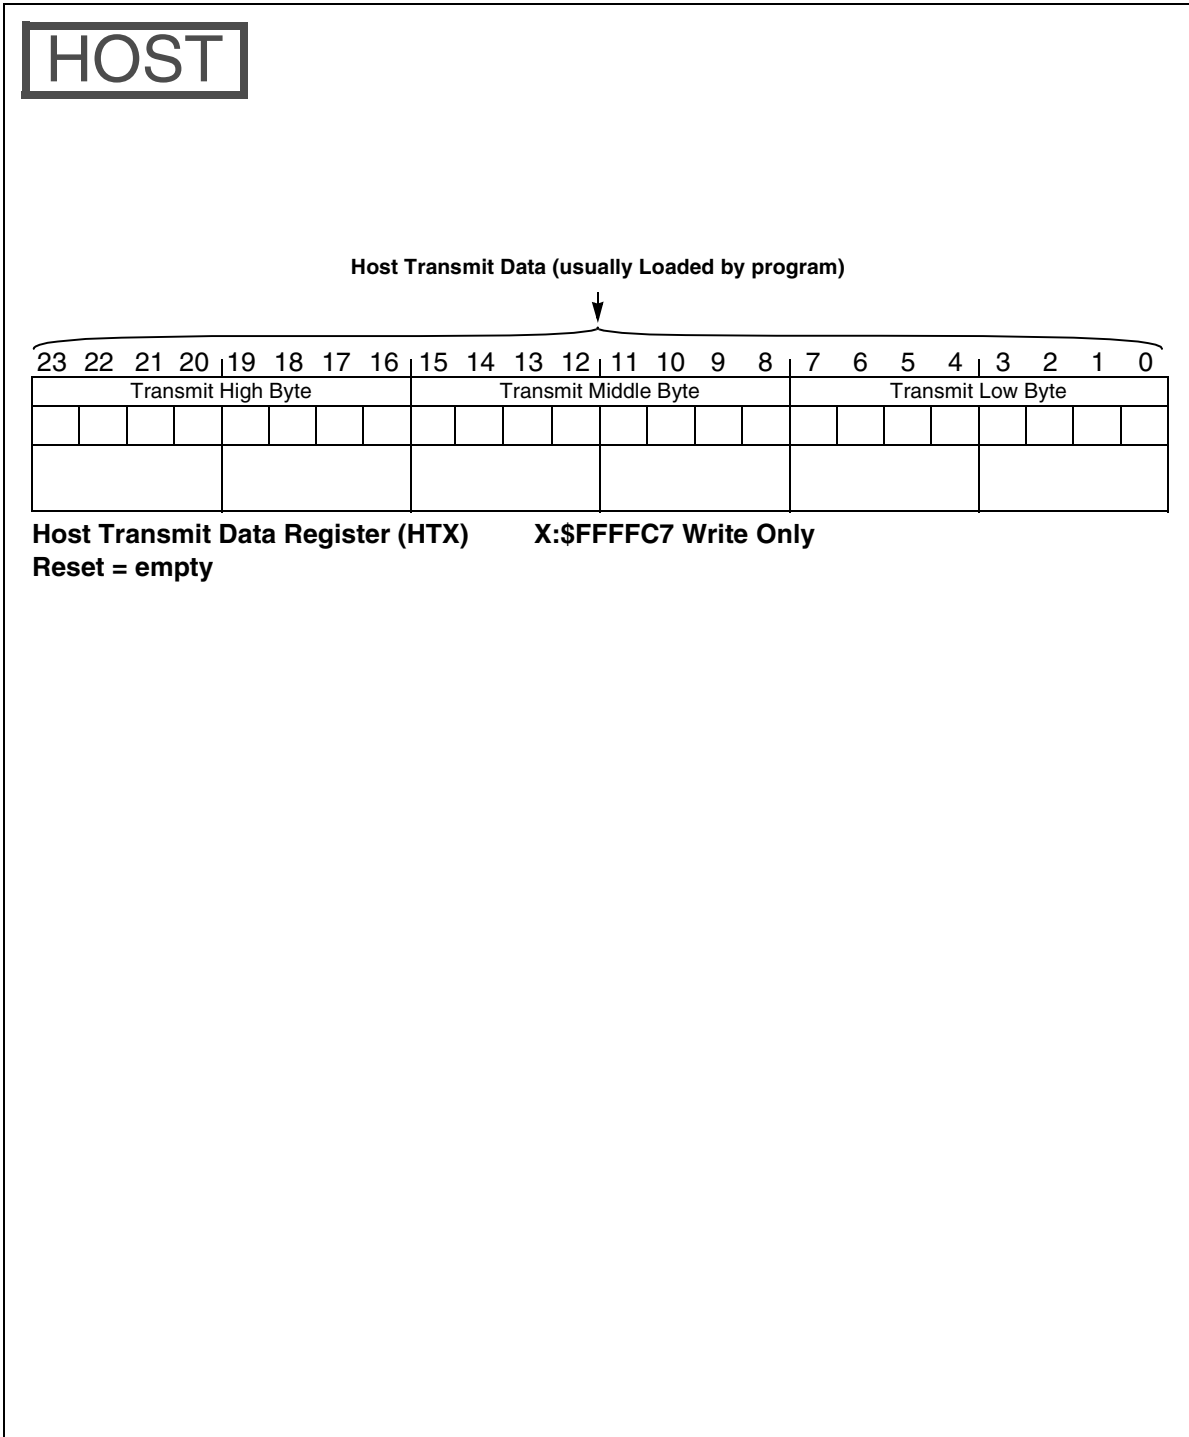 HOST
Host Transmit Data (usually Loaded by program)
23 22 21 20 19 18 17 16 15 14 13 12 11 10 9 8 7 6 5 4 3 2 1 0
Transmit High Byte Transmit Middle Byte Transmit Low Byte
Host Transmit Data Register (HTX) X:$FFFFC7 Write Only
Reset = empty